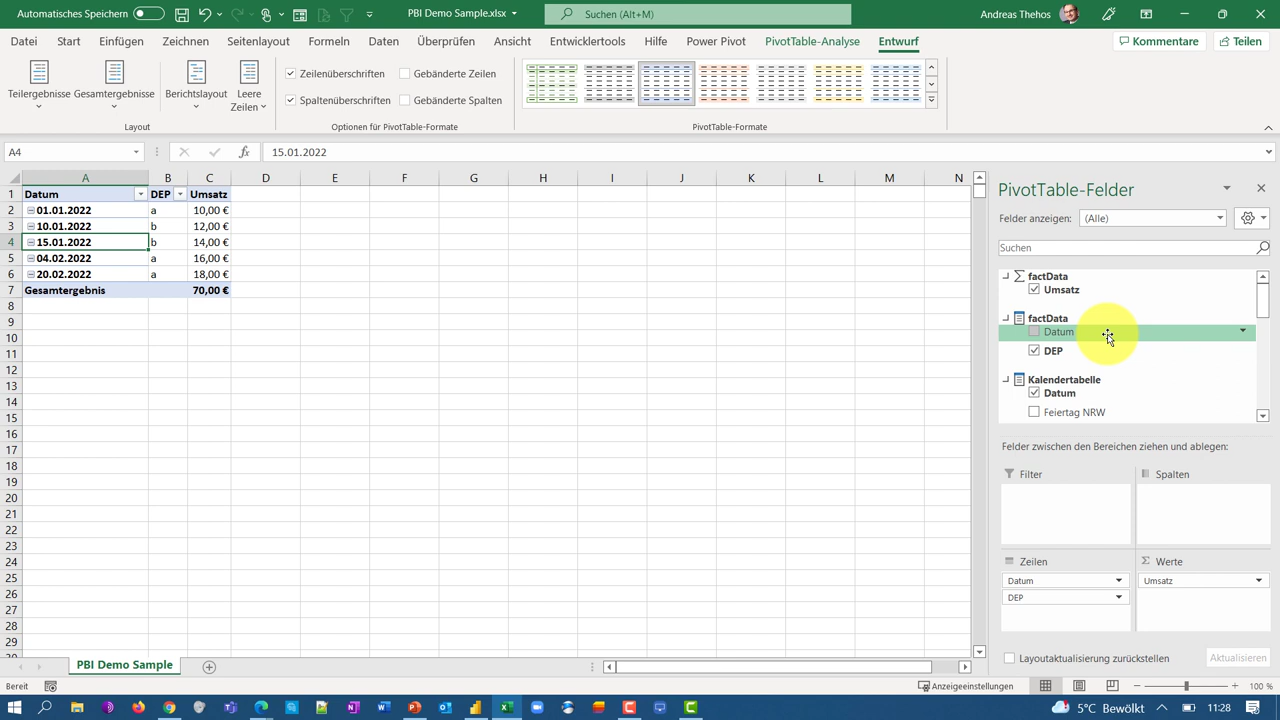 Automatisches Speichern
PBI Demo Sample.xlsx
Suchen (Alt+M)
Andreas Thehos
Datei Start Einfügen Zeichnen Seitenlayout Formeln Daten Überprüfen Ansicht Entwicklertools Hilfe Power Pivot PivotTable-Analyse Entwurf Kommentare Teilen
Teilergebnisse Gesamtergebnisse Berichtslayout Leere Zeilen
Zeilenüberschriften Gebänderte Zeilen
Spaltenüberschriften Gebänderte Spalten
Layout Optionen für PivotTable-Formate PivotTable-Formate
A4 fx 15.01.2022
A B C D E F G H I J K L M N
1 Datum DEP Umsatz
2 01.01.2022 a 10,00 €
3 10.01.2022 b 12,00 €
4 15.01.2022 b 14,00 €
5 04.02.2022 a 16,00 €
6 20.02.2022 a 18,00 €
7 Gesamtergebnis 70,00 €
8
9
10
11
12
13
14
15
16
17
18
19
20
21
22
23
24
25
26
27
28
29
PivotTable-Felder
Felder anzeigen: (Alle)
Suchen
factData
Umsatz
factData
Datum
DEP
Kalendertabelle
Datum
Feiertag NRW
Felder zwischen den Bereichen ziehen und ablegen:
Filter Spalten
Zeilen Werte
Datum Umsatz
DEP
Layoutaktualisierung zurückstellen Aktualisieren
PBI Demo Sample
Bereit Anzeigeeinstellungen 100 %
5°C Bewölkt 11:28